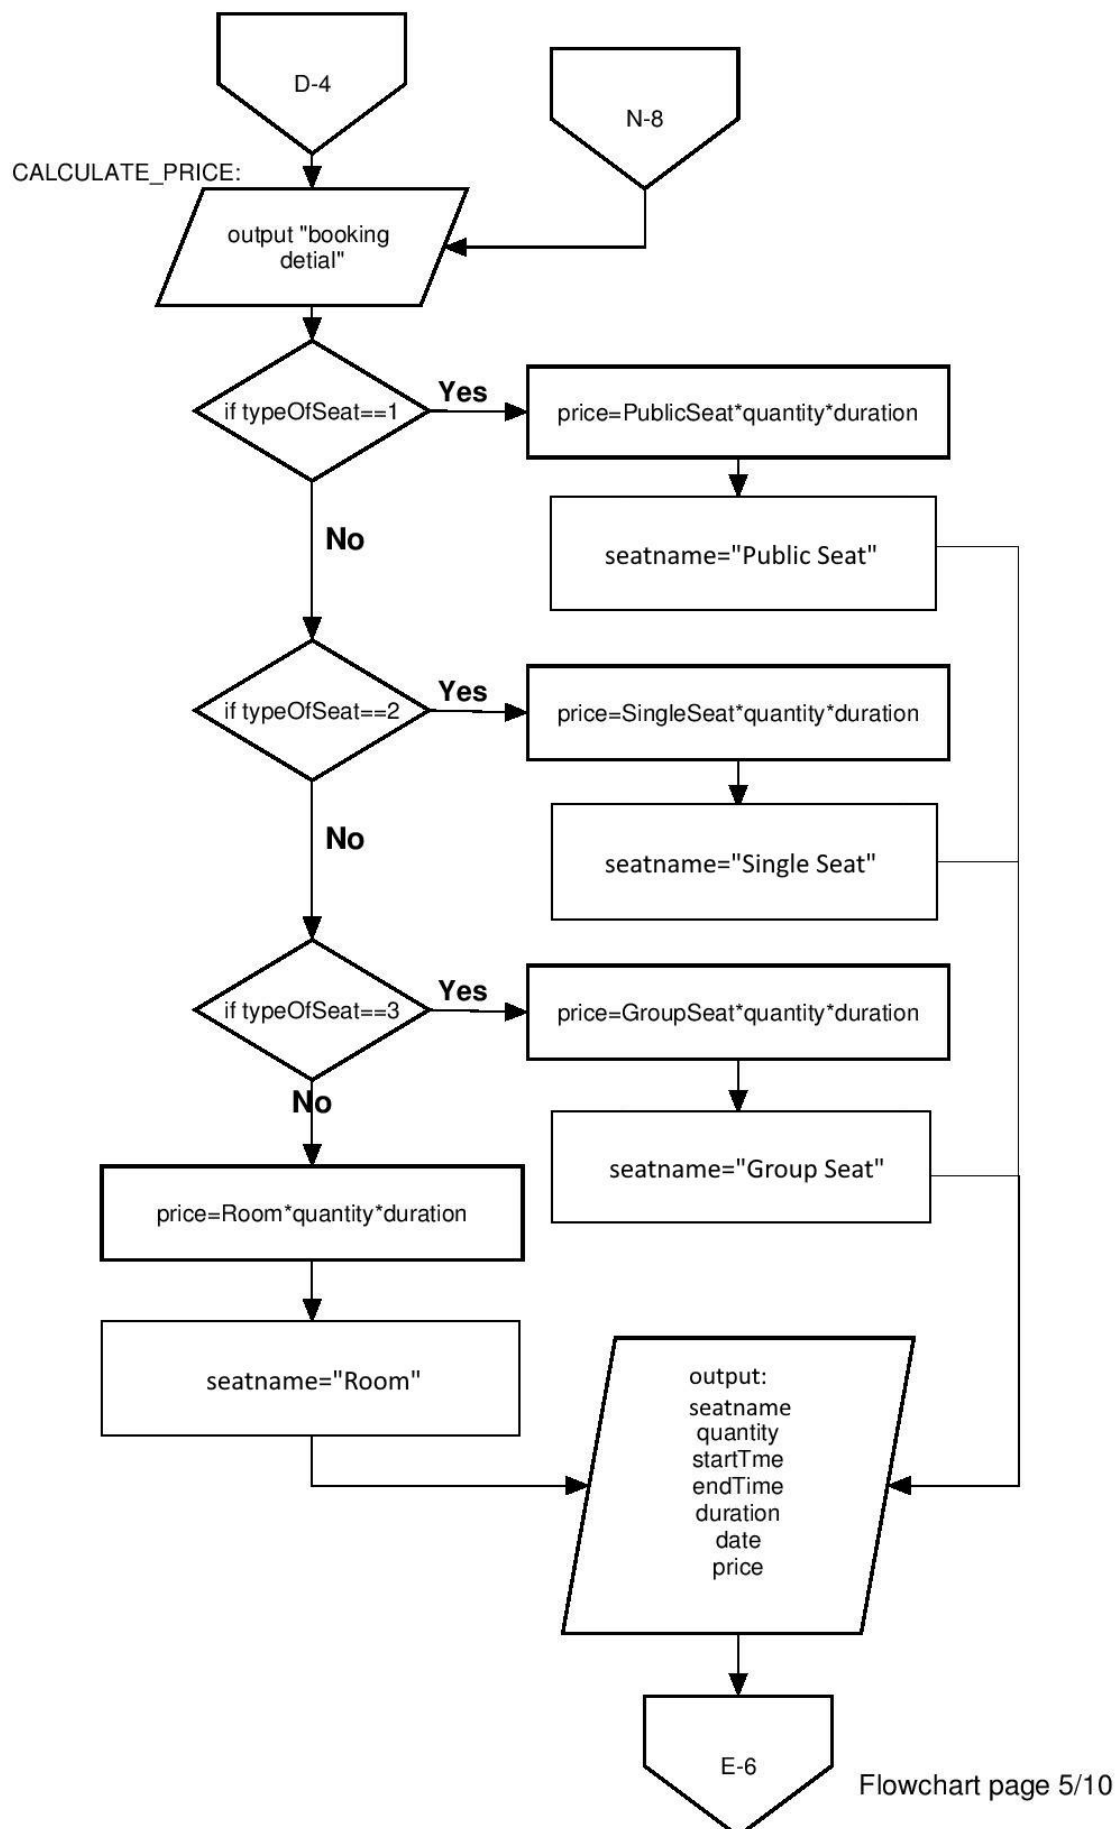 D-4
N-8
CALCULATE_PRICE:
output "booking
detial"
if typeOfSeat==1
Yes
price=PublicSeat*quantity*duration
seatname="Public Seat"
No
if typeOfSeat==2
Yes
price=SingleSeat*quantity*duration
seatname="Single Seat"
No
if typeOfSeat==3
Yes
price=GroupSeat*quantity*duration
seatname="Group Seat"
No
price=Room*quantity*duration
seatname="Room"
output:
seatname
quantity
startTme
endTime
duration
date
price
E-6
Flowchart page 5/10